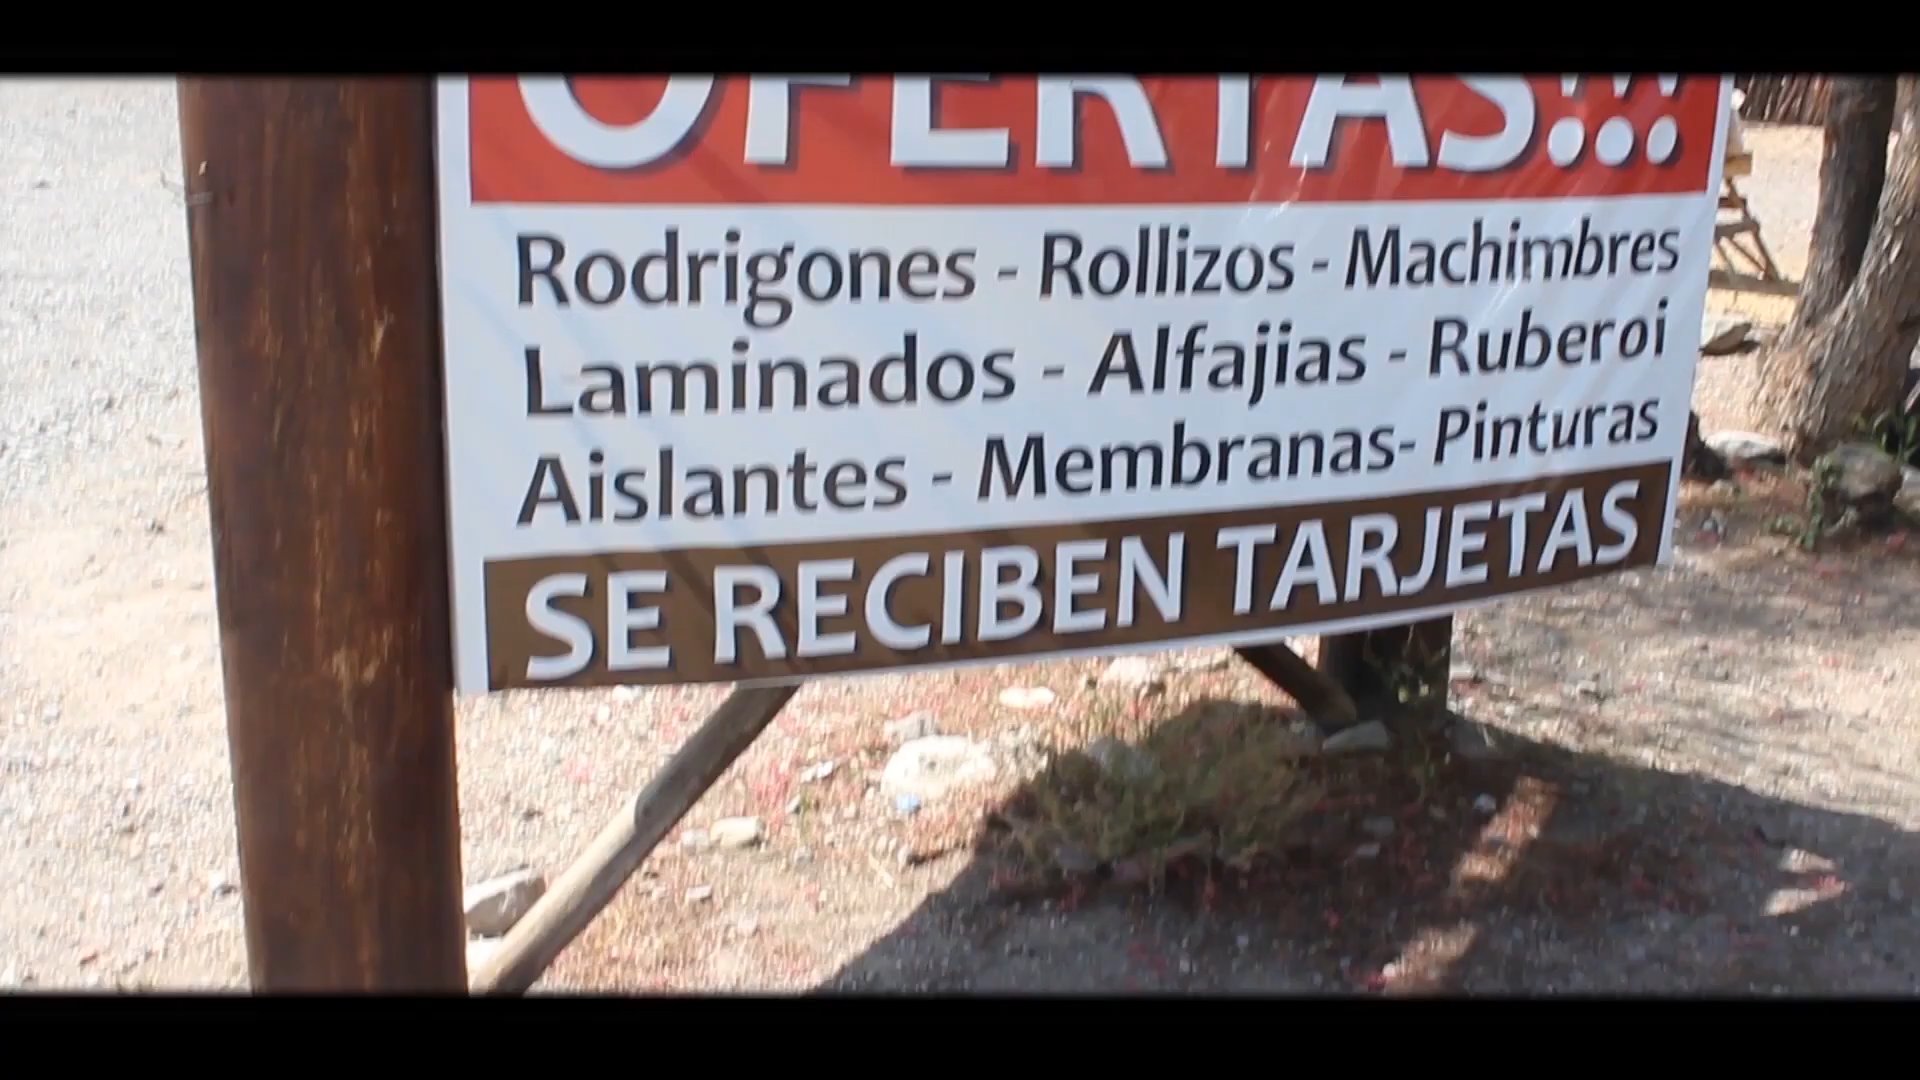 OFERTAS!!!
Rodrigones - Rollizos - Machimbres
Laminados - Alfajias - Ruberoi
Aislantes - Membranas- Pinturas
SE RECIBEN TARJETAS